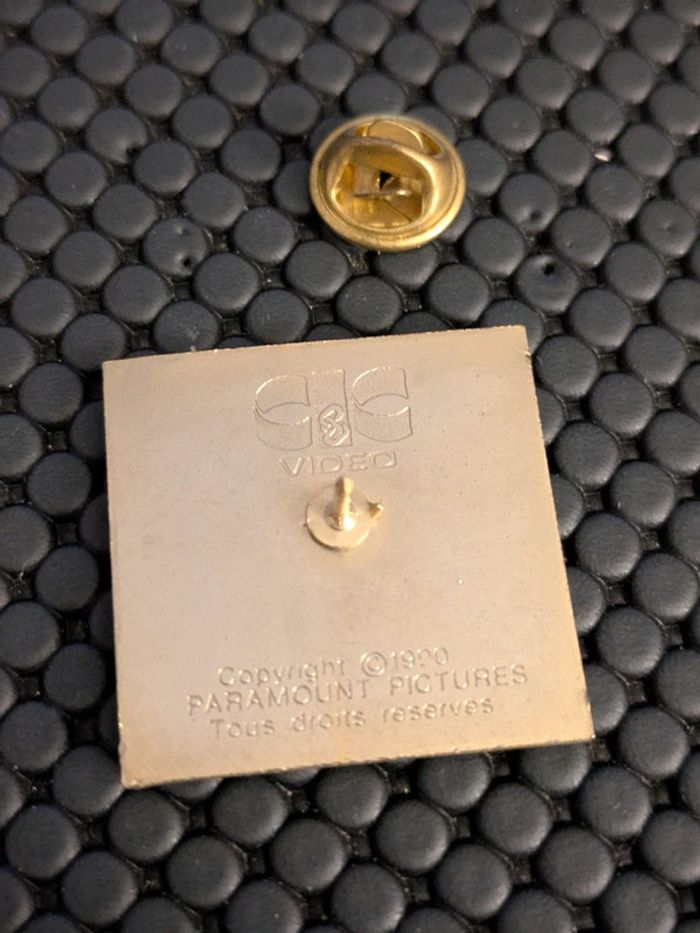 CIC
VIDEO
Copyright ©1990
PARAMOUNT PICTURES
Tous droits reserves